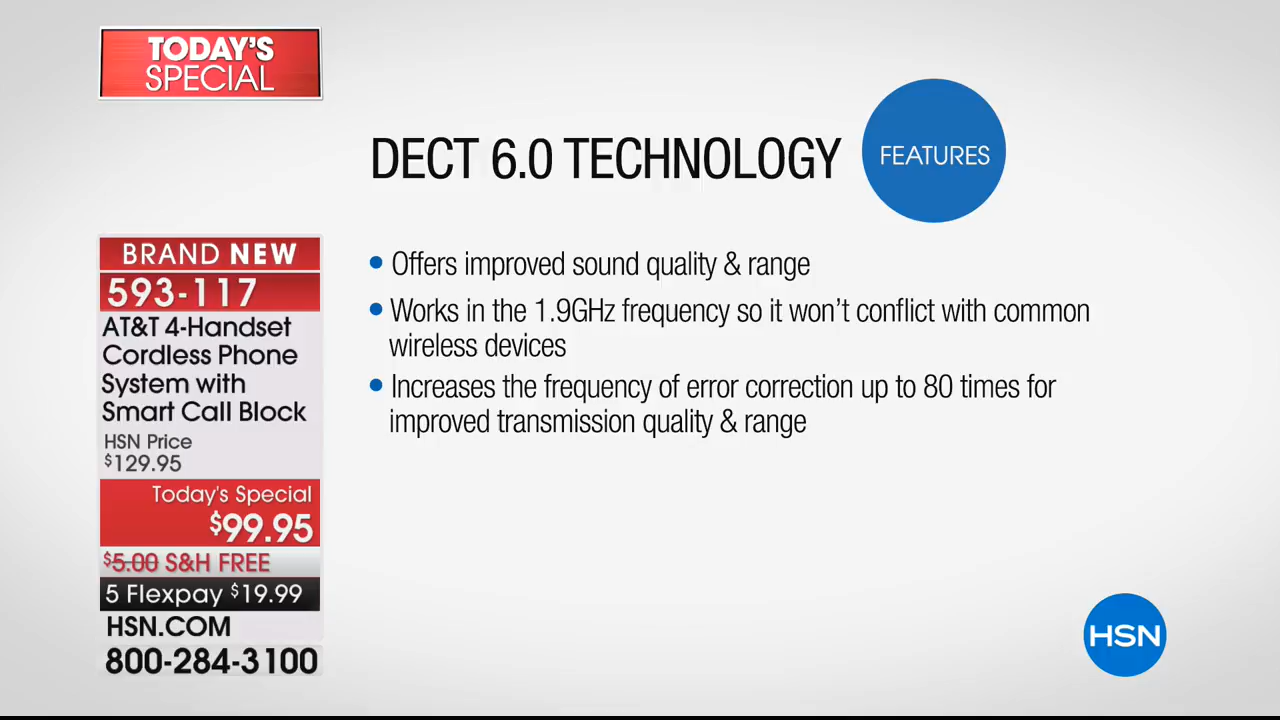 TODAY'S
SPECIAL
DECT 6.0 TECHNOLOGY
FEATURES
• Offers improved sound quality & range
• Works in the 1.9GHz frequency so it won't conflict with common
wireless devices
• Increases the frequency of error correction up to 80 times for
improved transmission quality & range
BRAND NEW
593-117
AT&T 4-Handset
Cordless Phone
System with
Smart Call Block
HSN Price
$129.95
Today's Special
$99.95
$5.00 S&H FREE
5 Flexpay $19.99
HSN.COM
800-284-3100
HSN